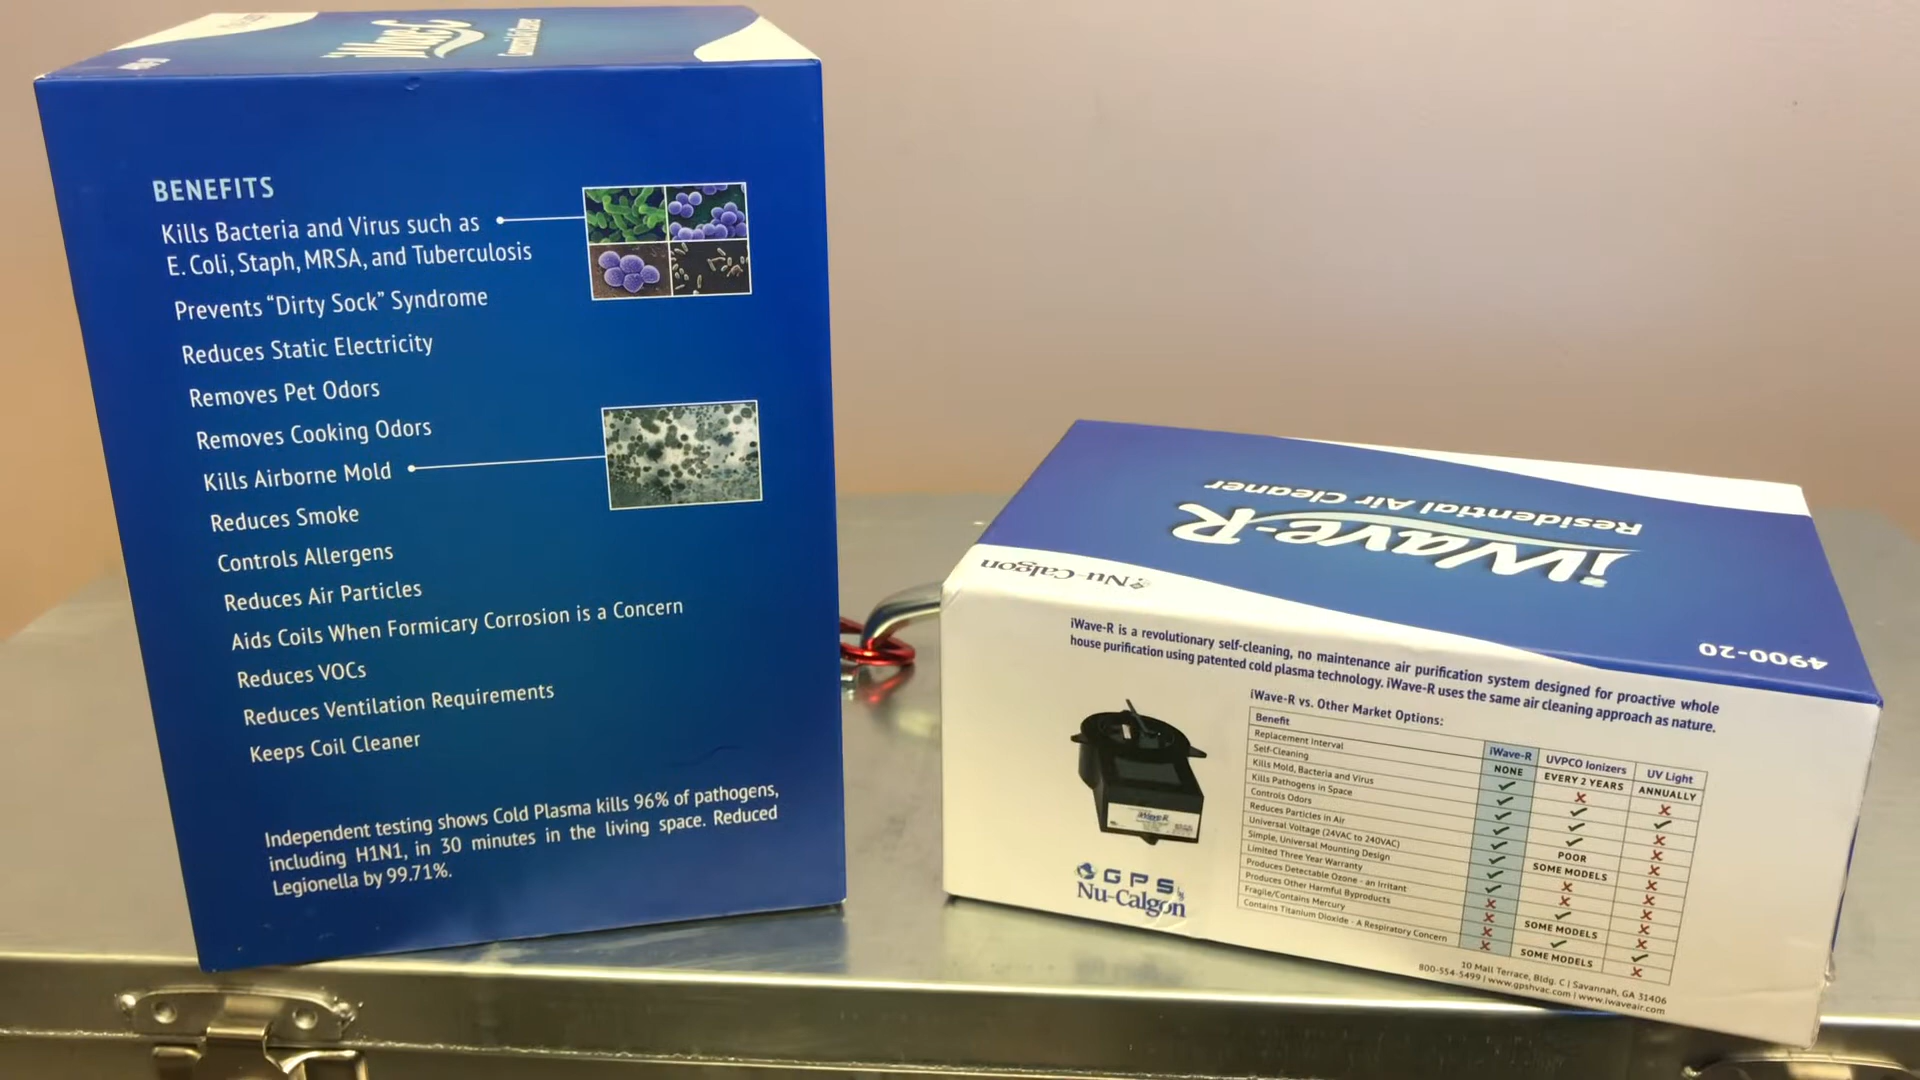 iWave-C
BENEFITS
Kills Bacteria and Virus such as
E. Coli, Staph, MRSA, and Tuberculosis
Prevents “Dirty Sock” Syndrome
Reduces Static Electricity
Removes Pet Odors
Removes Cooking Odors
Kills Airborne Mold
Reduces Smoke
Controls Allergens
Reduces Air Particles
Aids Coils When Formicary Corrosion is a Concern
Reduces VOCs
Reduces Ventilation Requirements
Keeps Coil Cleaner
Independent testing shows Cold Plasma kills 96% of pathogens,
including H1N1, in 30 minutes in the living space. Reduced
Legionella by 99.71%.
iWave-R
Residential Air Cleaner
4900-20
Nu-Calgon
iWave-R is a revolutionary self-cleaning, no maintenance air purification system designed for proactive whole
house purification using patented cold plasma technology. iWave-R uses the same air cleaning approach as nature.
iWave-R vs. Other Market Options:
Benefit iWave-R UVPCO Ionizers UV Light
Replacement Interval NONE EVERY 2 YEARS ANNUALLY
Self-Cleaning
Kills Mold, Bacteria and Virus
Kills Pathogens in Space
Controls Odors
Reduces Particles in Air POOR
Universal Voltage (24VAC to 240VAC) SOME MODELS
Simple, Universal Mounting Design
Limited Three Year Warranty
Produces Detectable Ozone - an Irritant
Produces Other Harmful Byproducts SOME MODELS
Fragile/Contains Mercury
Contains Titanium Dioxide - A Respiratory Concern SOME MODELS
iWave-R
GPS
Nu-Calgon
10 Mall Terrace, Bldg. C | Savannah, GA 31406
800-554-5499 | www.gpshvac.com | www.iwaveair.com